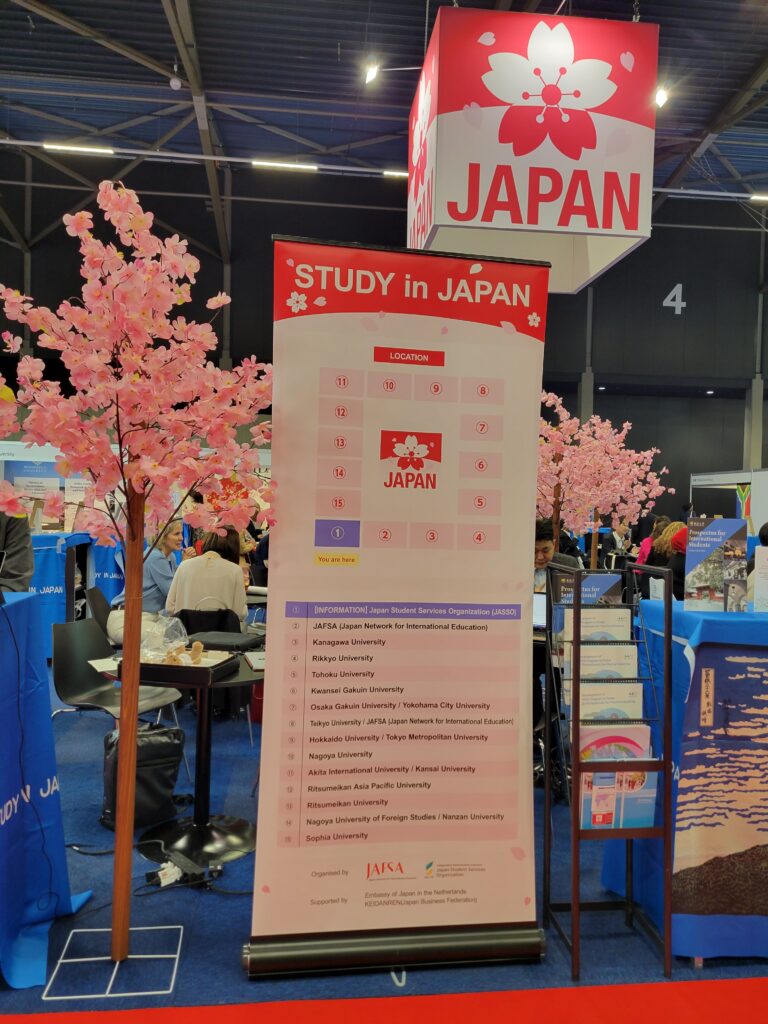 JAPAN
4
STUDY in JAPAN
LOCATION
⑪ ⑩ ⑨ ⑧
⑫ ⑦
⑬ ⑥
⑭ ⑤
⑮
JAPAN
① ② ③ ④
You are here
① [INFORMATION] Japan Student Services Organization (JASSO)
② JAFSA (Japan Network for International Education)
③ Kanagawa University
④ Rikkyo University
⑤ Tohoku University
⑥ Kwansei Gakuin University
⑦ Osaka Gakuin University / Yokohama City University
⑧ Teikyo University / JAFSA (Japan Network for International Education)
⑨ Hokkaido University / Tokyo Metropolitan University
⑩ Nagoya University
⑪ Akita International University / Kansai University
⑫ Ritsumeikan Asia Pacific University
⑬ Ritsumeikan University
⑭ Nagoya University of Foreign Studies / Nanzan University
⑮ Sophia University
Organised by JAFSA
Japan Student Services
Organization
Supported by Embassy of Japan in the Netherlands
KEIDANREN(Japan Business Federation)
Prospectus for
International
Students